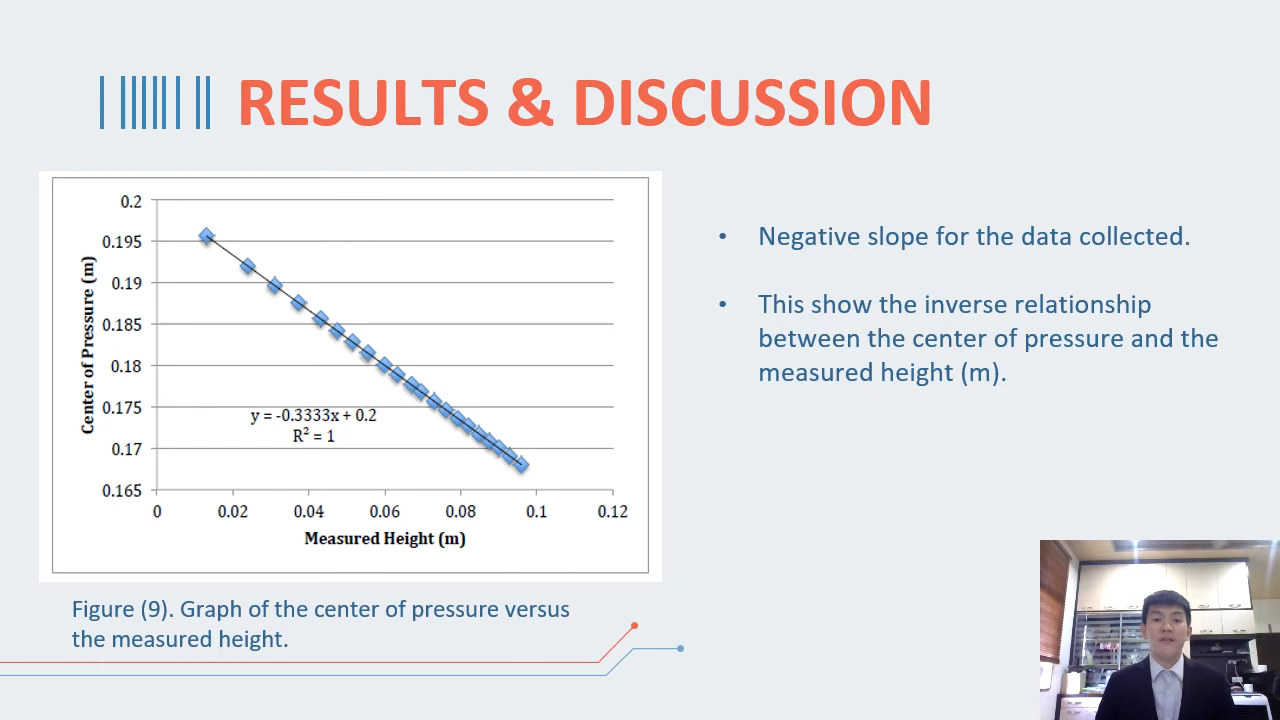 RESULTS & DISCUSSION
0.2
0.195
0.19
0.185
0.18
0.175
0.17
0.165
Center of Pressure (m)
y = -0.3333x + 0.2
R² = 1
0 0.02 0.04 0.06 0.08 0.1 0.12
Measured Height (m)
Figure (9). Graph of the center of pressure versus
the measured height.
• Negative slope for the data collected.
• This show the inverse relationship
between the center of pressure and the
measured height (m).